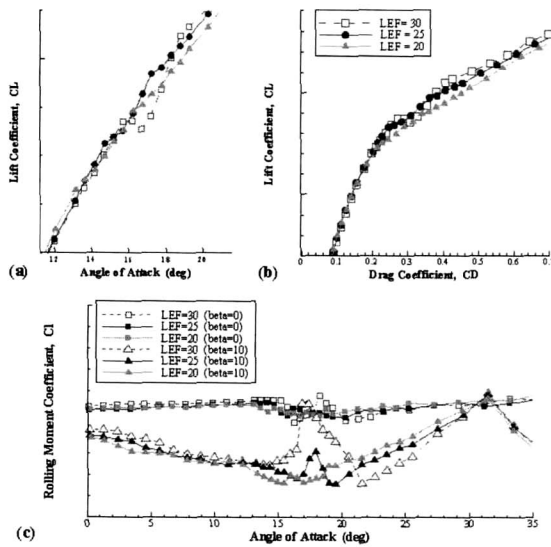 (a)
Lift Coefficient, CL
12 14 16 18 20
Angle of Attack (deg)
(b)
Lift Coefficient, CL
LEF= 30
LEF= 25
LEF= 20
0 0.1 0.2 0.3 0.4 0.5 0.6 0.7
Drag Coefficient, CD
(c)
Rolling Moment Coefficient, Cl
LEF=30 (beta=0)
LEF=25 (beta=0)
LEF=20 (beta=0)
LEF=30 (beta=10)
LEF=25 (beta=10)
LEF=20 (beta=10)
0 5 10 15 20 25 30 35
Angle of Attack (deg)